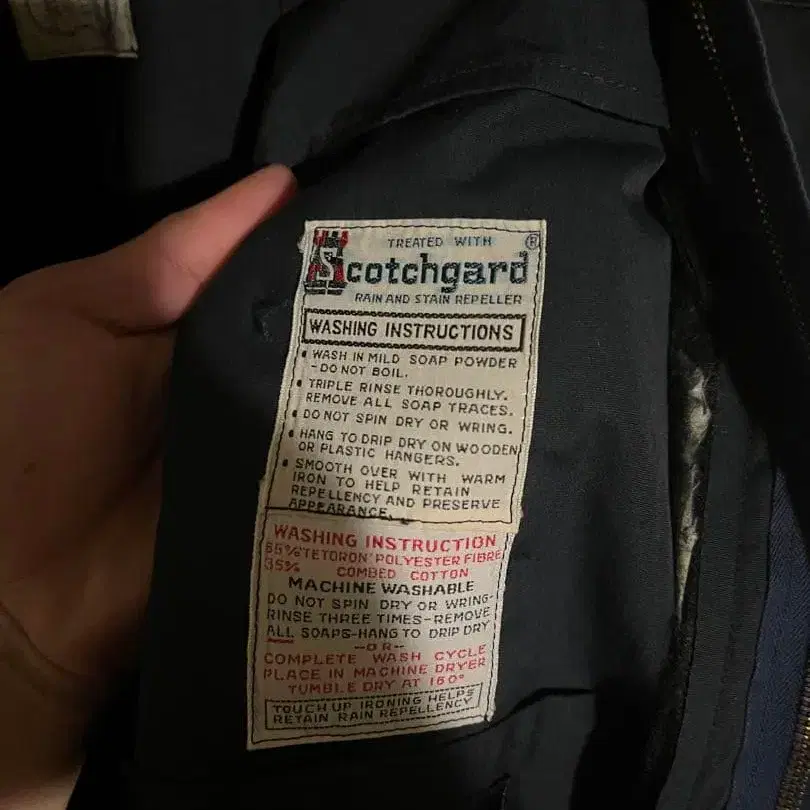 TREATED WITH ®
Scotchgard
RAIN AND STAIN REPELLER
WASHING INSTRUCTIONS
• WASH IN MILD SOAP POWDER
-DO NOT BOIL.
• TRIPLE RINSE THOROUGHLY.
REMOVE ALL SOAP TRACES.
• DO NOT SPIN DRY OR WRING.
• HANG TO DRIP DRY ON WOODEN
OR PLASTIC HANGERS.
• SMOOTH OVER WITH WARM
IRON TO HELP RETAIN
REPELLENCY AND PRESERVE
APPEARANCE.
WASHING INSTRUCTION
65% "TETORON" POLYESTER FIBRE
35% COMBED COTTON
MACHINE WASHABLE
DO NOT SPIN DRY OR WRING-
RINSE THREE TIMES-REMOVE
ALL SOAPS-HANG TO DRIP DRY
--OR--
COMPLETE WASH CYCLE
PLACE IN MACHINE DRYER
TUMBLE DRY AT 160°
TOUCH UP IRONING HELPS
RETAIN RAIN REPELLENCY